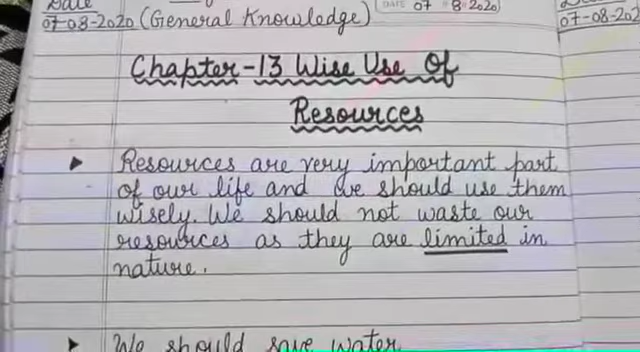 Date
07-08-2020 (General Knowledge)
DATE 07 8 2020
07-08-202
Chapter-13 Wise Use Of
Resources
Resources are very important part
of our life and we should use them
wisely. We should not waste our
resources as they are limited in
nature.
We should save water